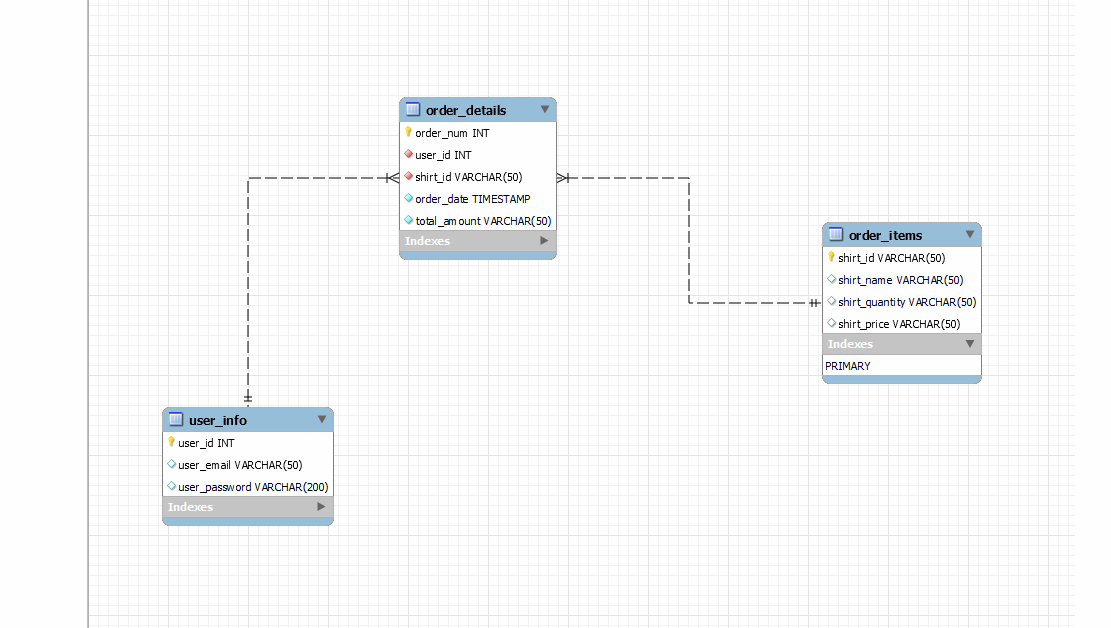 order_details
order_num INT
user_id INT
shirt_id VARCHAR(50)
order_date TIMESTAMP
total_amount VARCHAR(50)
Indexes
order_items
shirt_id VARCHAR(50)
shirt_name VARCHAR(50)
shirt_quantity VARCHAR(50)
shirt_price VARCHAR(50)
Indexes
PRIMARY
user_info
user_id INT
user_email VARCHAR(50)
user_password VARCHAR(200)
Indexes